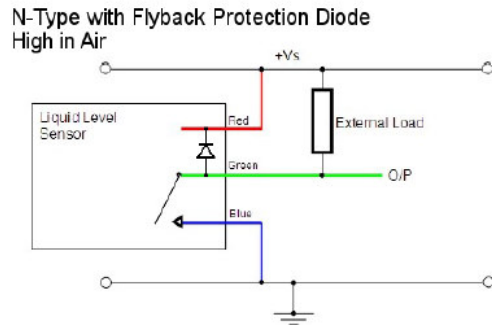 N-Type with Flyback Protection Diode
High in Air
+Vs
Liquid Level
Sensor
Red
External Load
Green
O/P
Blue